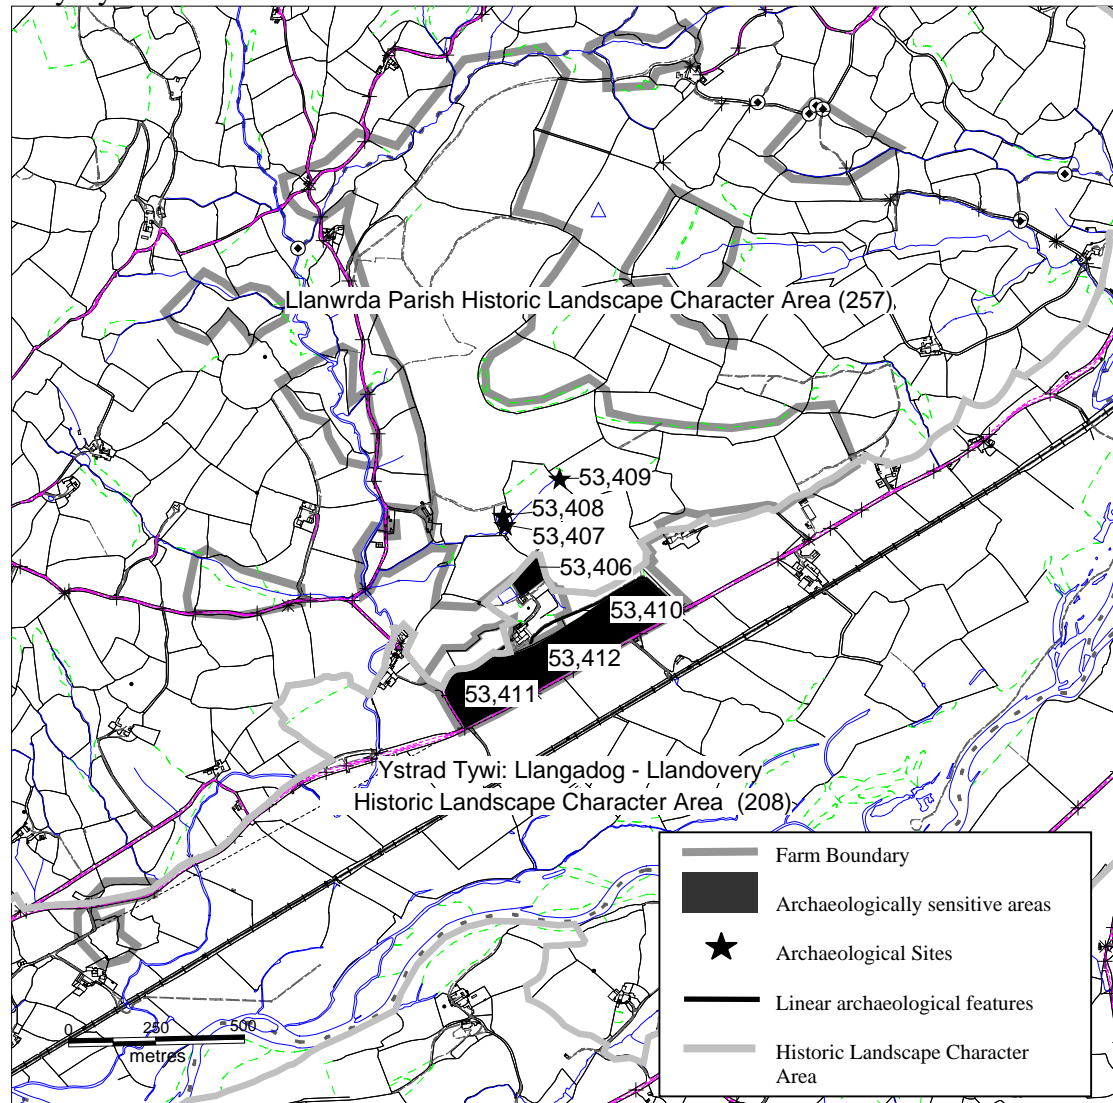 Llanwrda Parish Historic Landscape Character Area (257)
53,409
53,408
53,407
53,406
53,410
53,412
53,411
Ystrad Tywi: Llangadog - Llandovery
Historic Landscape Character Area (208)
Farm Boundary
Archaeologically sensitive areas
Archaeological Sites
Linear archaeological features
Historic Landscape Character
Area
0 250 500
metres